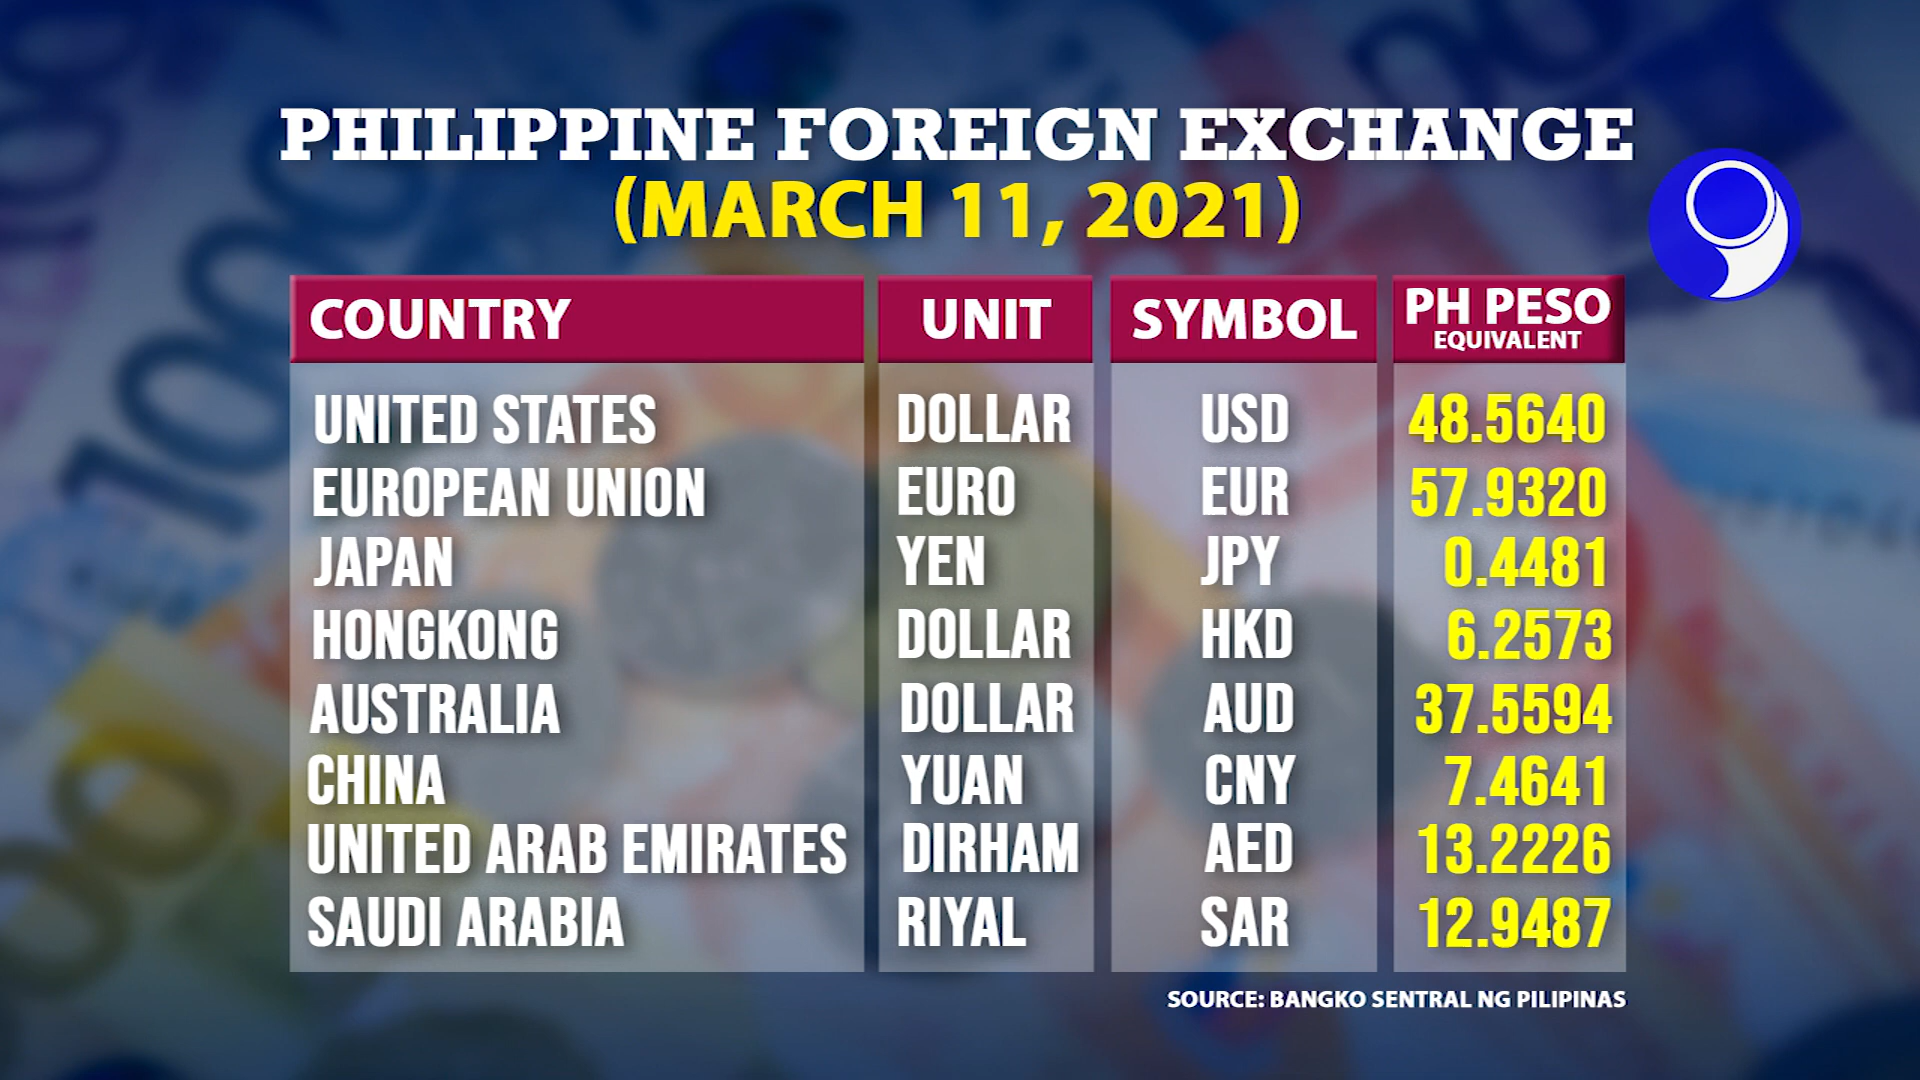 PHILIPPINE FOREIGN EXCHANGE
(MARCH 11, 2021)
COUNTRY UNIT SYMBOL PH PESO EQUIVALENT
UNITED STATES DOLLAR USD 48.5640
EUROPEAN UNION EURO EUR 57.9320
JAPAN YEN JPY 0.4481
HONGKONG DOLLAR HKD 6.2573
AUSTRALIA DOLLAR AUD 37.5594
CHINA YUAN CNY 7.4641
UNITED ARAB EMIRATES DIRHAM AED 13.2226
SAUDI ARABIA RIYAL SAR 12.9487
SOURCE: BANGKO SENTRAL NG PILIPINAS